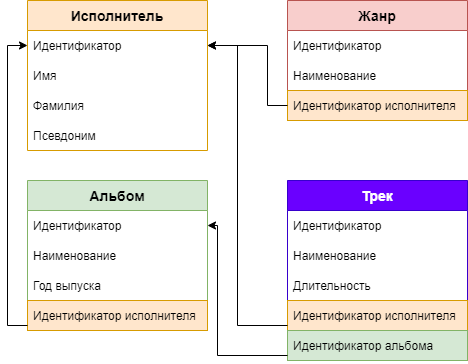 Исполнитель
Идентификатор
Имя
Фамилия
Псевдоним
Жанр
Идентификатор
Наименование
Идентификатор исполнителя
Альбом
Идентификатор
Наименование
Год выпуска
Идентификатор исполнителя
Трек
Идентификатор
Наименование
Длительность
Идентификатор исполнителя
Идентификатор альбома